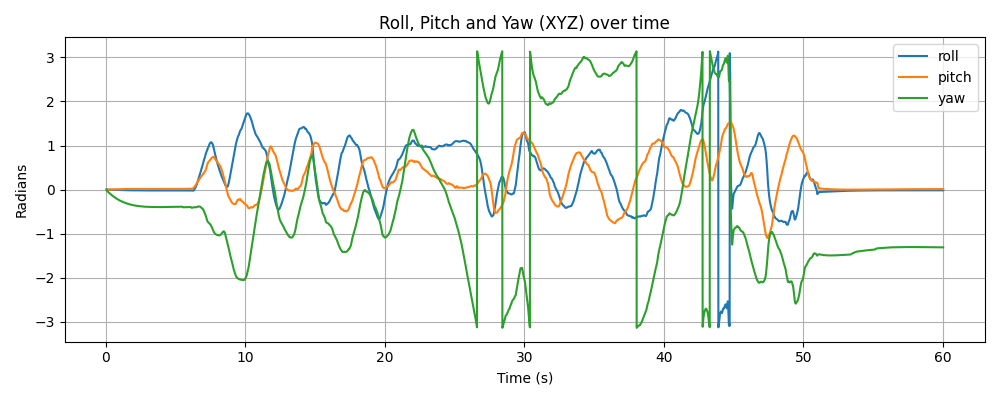 Roll, Pitch and Yaw (XYZ) over time
roll
pitch
yaw
Radians
3
2
1
0
−1
−2
−3
0 10 20 30 40 50 60
Time (s)